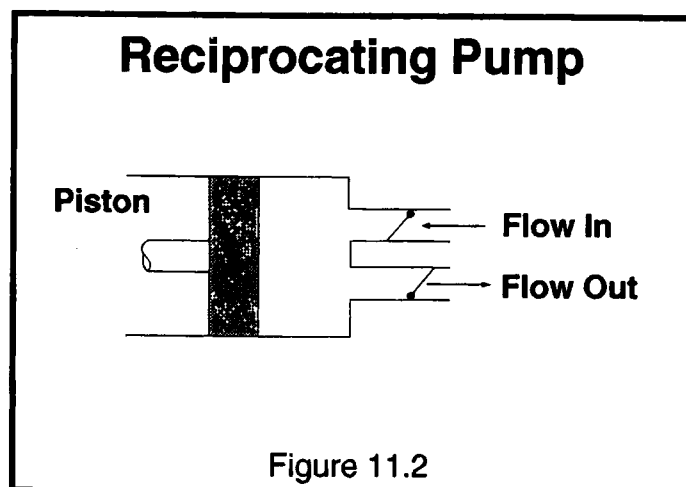 Reciprocating Pump
Piston
Flow In
Flow Out
Figure 11.2